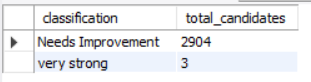 classification total_candidates
Needs Improvement 2904
very strong 3